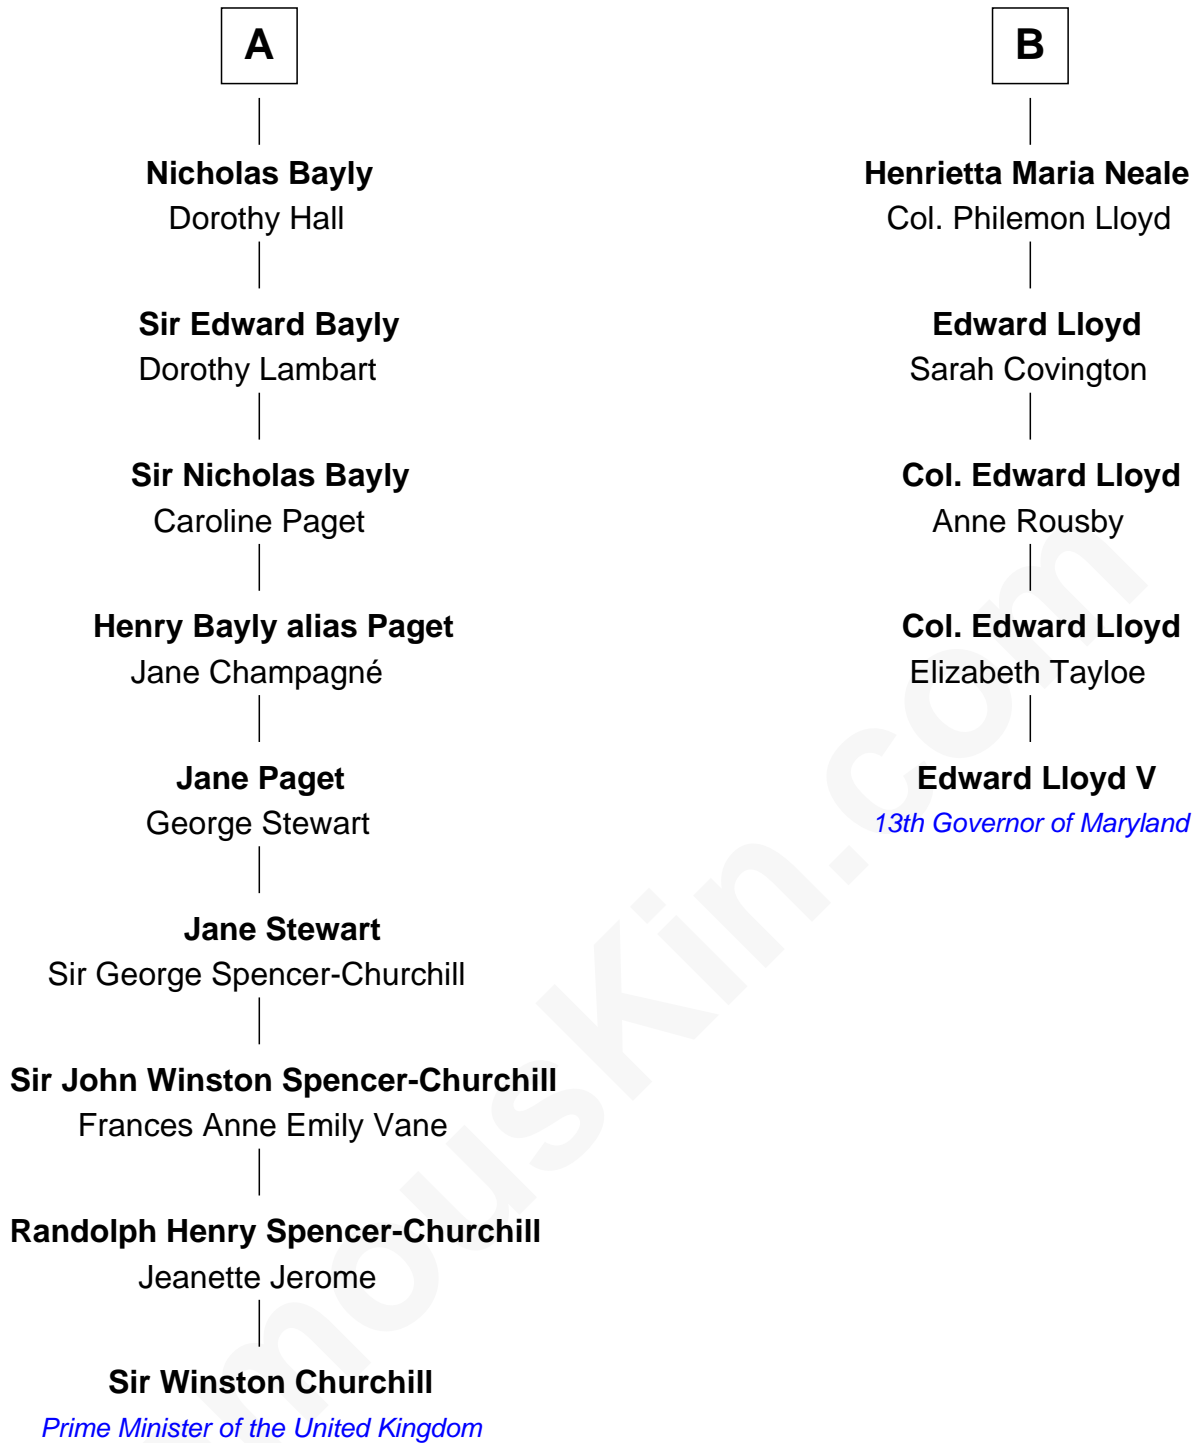 A
Nicholas Bayly
Dorothy Hall
Sir Edward Bayly
Dorothy Lambart
Sir Nicholas Bayly
Caroline Paget
Henry Bayly alias Paget
Jane Champagné
Jane Paget
George Stewart
Jane Stewart
Sir George Spencer-Churchill
Sir John Winston Spencer-Churchill
Frances Anne Emily Vane
Randolph Henry Spencer-Churchill
Jeanette Jerome
Sir Winston Churchill
Prime Minister of the United Kingdom
B
Henrietta Maria Neale
Col. Philemon Lloyd
Edward Lloyd
Sarah Covington
Col. Edward Lloyd
Anne Rousby
Col. Edward Lloyd
Elizabeth Tayloe
Edward Lloyd V
13th Governor of Maryland
mousKin.com